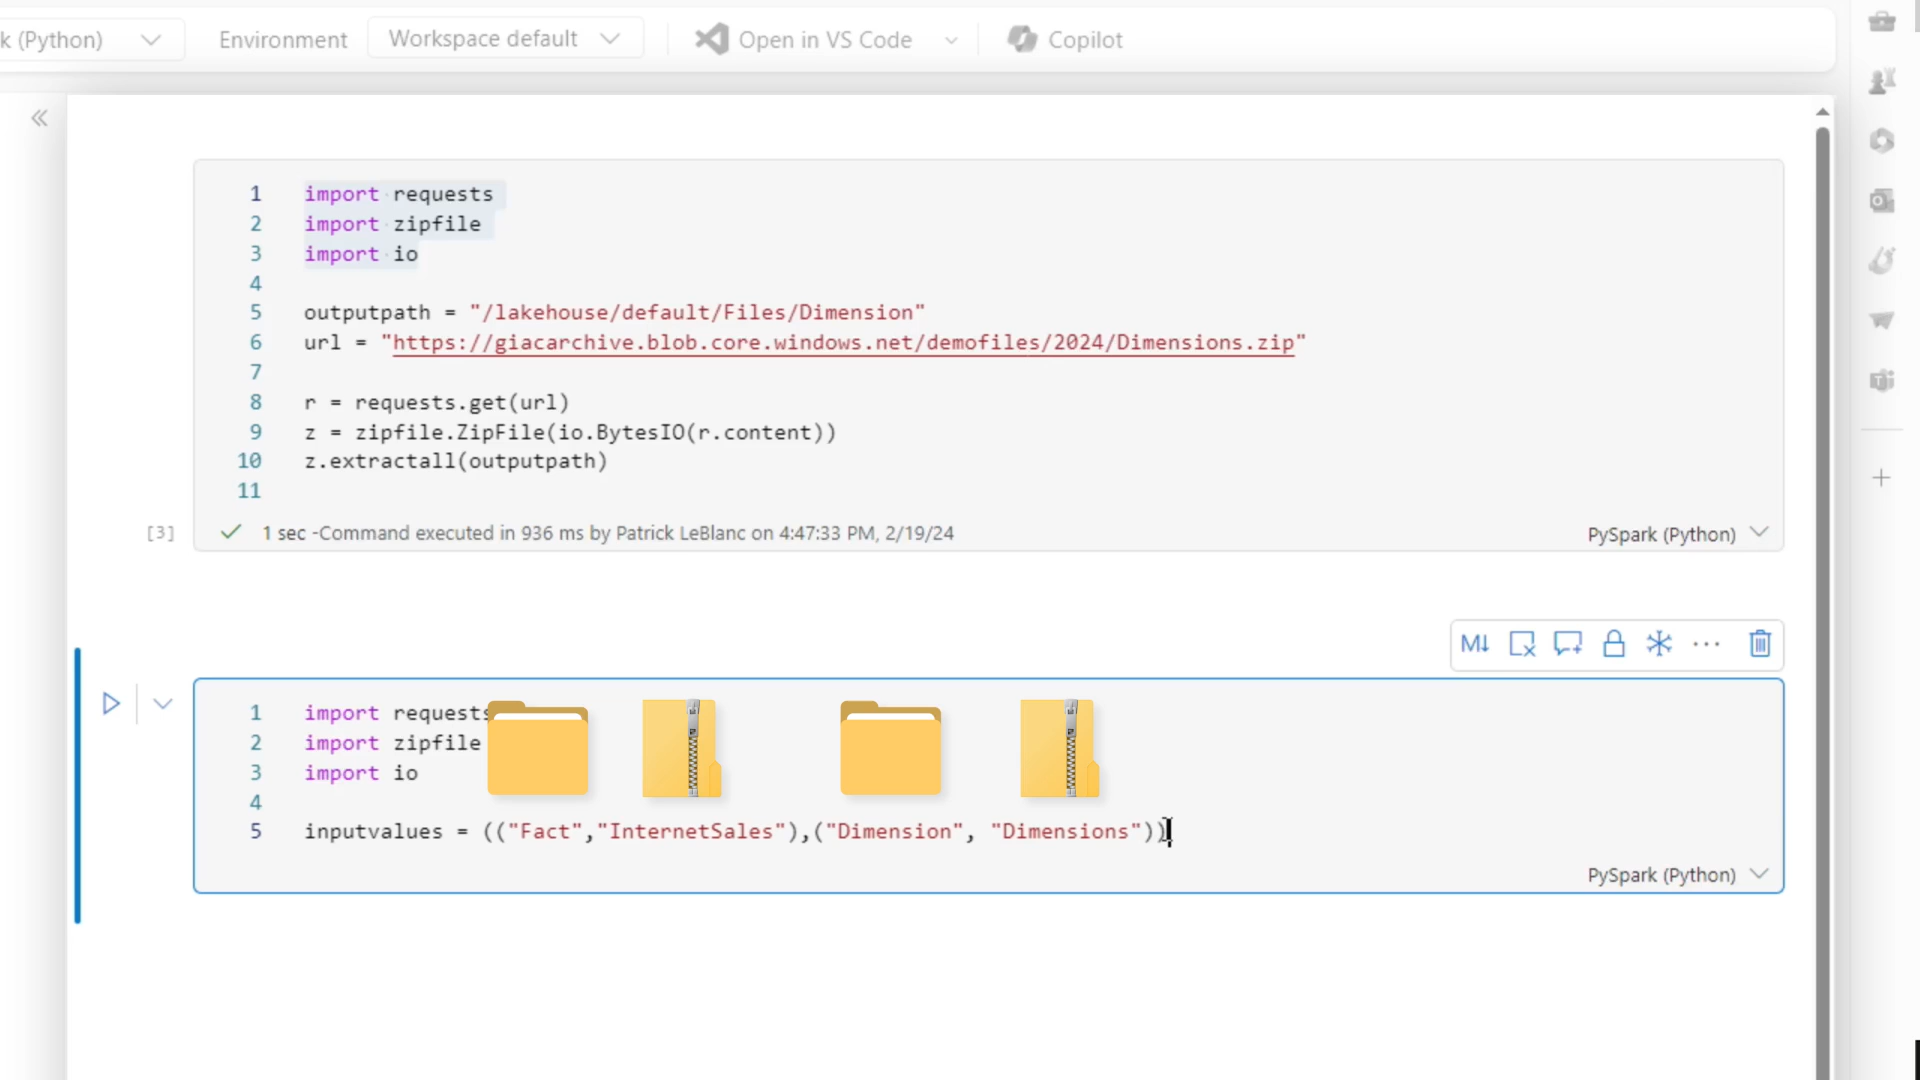 k (Python)
Environment
Workspace default
Open in VS Code
Copilot
1 import requests
2 import zipfile
3 import io
4
5 outputpath = "/lakehouse/default/Files/Dimension"
6 url = "https://giacarchive.blob.core.windows.net/demofiles/2024/Dimensions.zip"
7
8 r = requests.get(url)
9 z = zipfile.ZipFile(io.BytesIO(r.content))
10 z.extractall(outputpath)
11
[3] 1 sec -Command executed in 936 ms by Patrick LeBlanc on 4:47:33 PM, 2/19/24
PySpark (Python)
M↓
1 import requests
2 import zipfile
3 import io
4
5 inputvalues = (("Fact","InternetSales"),("Dimension", "Dimensions"))
PySpark (Python)